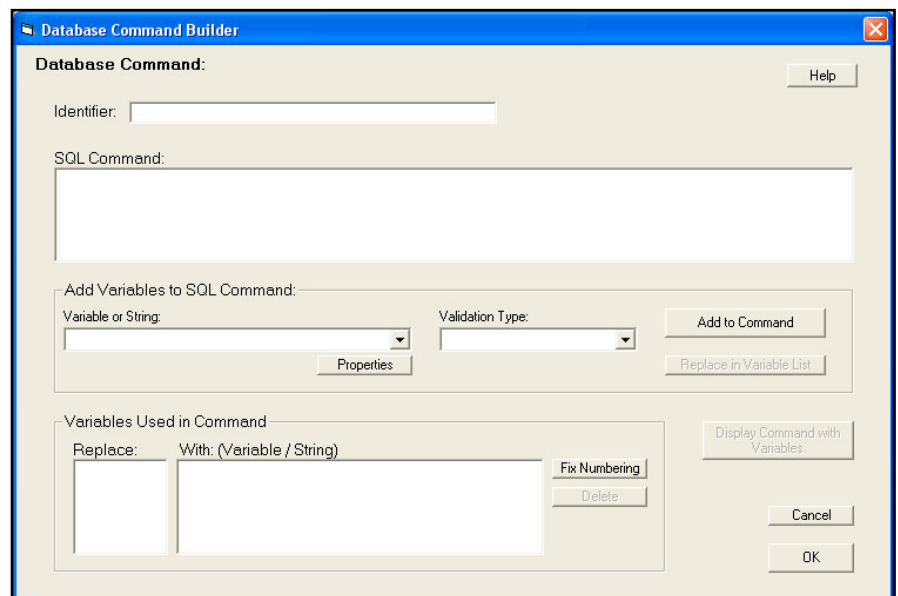 Database Command Builder
Database Command:
Help
Identifier:
SQL Command:
Add Variables to SQL Command:
Variable or String:
Validation Type:
Add to Command
Properties
Replace in Variable List
Variables Used in Command
Replace:
With: (Variable / String)
Fix Numbering
Delete
Display Command with
Variables
Cancel
OK